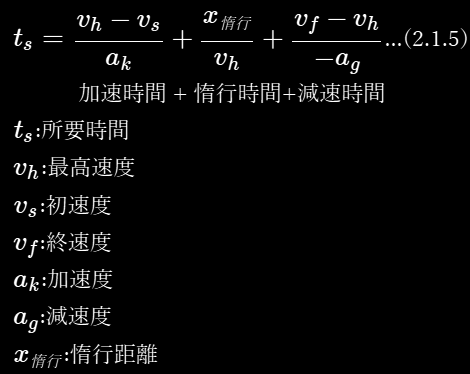 t_s = \frac{v_h - v_s}{a_k} + \frac{x_{惰行}}{v_h} + \frac{v_f - v_h}{-a_g} ...(2.1.5)
加速時間 + 惰行時間+減速時間
t_s:所要時間
v_h:最高速度
v_s:初速度
v_f:終速度
a_k:加速度
a_g:減速度
x_{惰行}:惰行距離